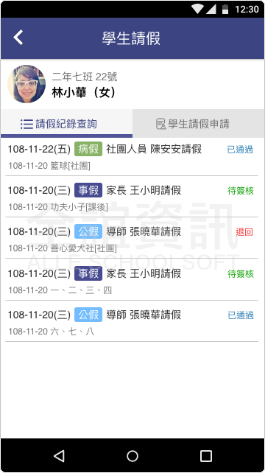 12:30
學生請假
二年七班 22號
林小華（女）
請假紀錄查詢 學生請假申請
108-11-22(五) 病假 社團人員 陳安安請假 已通過
108-11-20 籃球[社團]
108-11-20(三) 事假 家長 王小明請假 待簽核
108-11-20 功夫小子[課後]
108-11-20(三) 公假 導師 張曉華請假 退回
108-11-20 善心愛犬社[社團]
108-11-20(三) 事假 家長 王小明請假 待簽核
108-11-20 一、二、三、四
108-11-20(三) 公假 導師 張曉華請假 已通過
108-11-20 六、七、八
資訊
ALLE SCHOOLSOFT